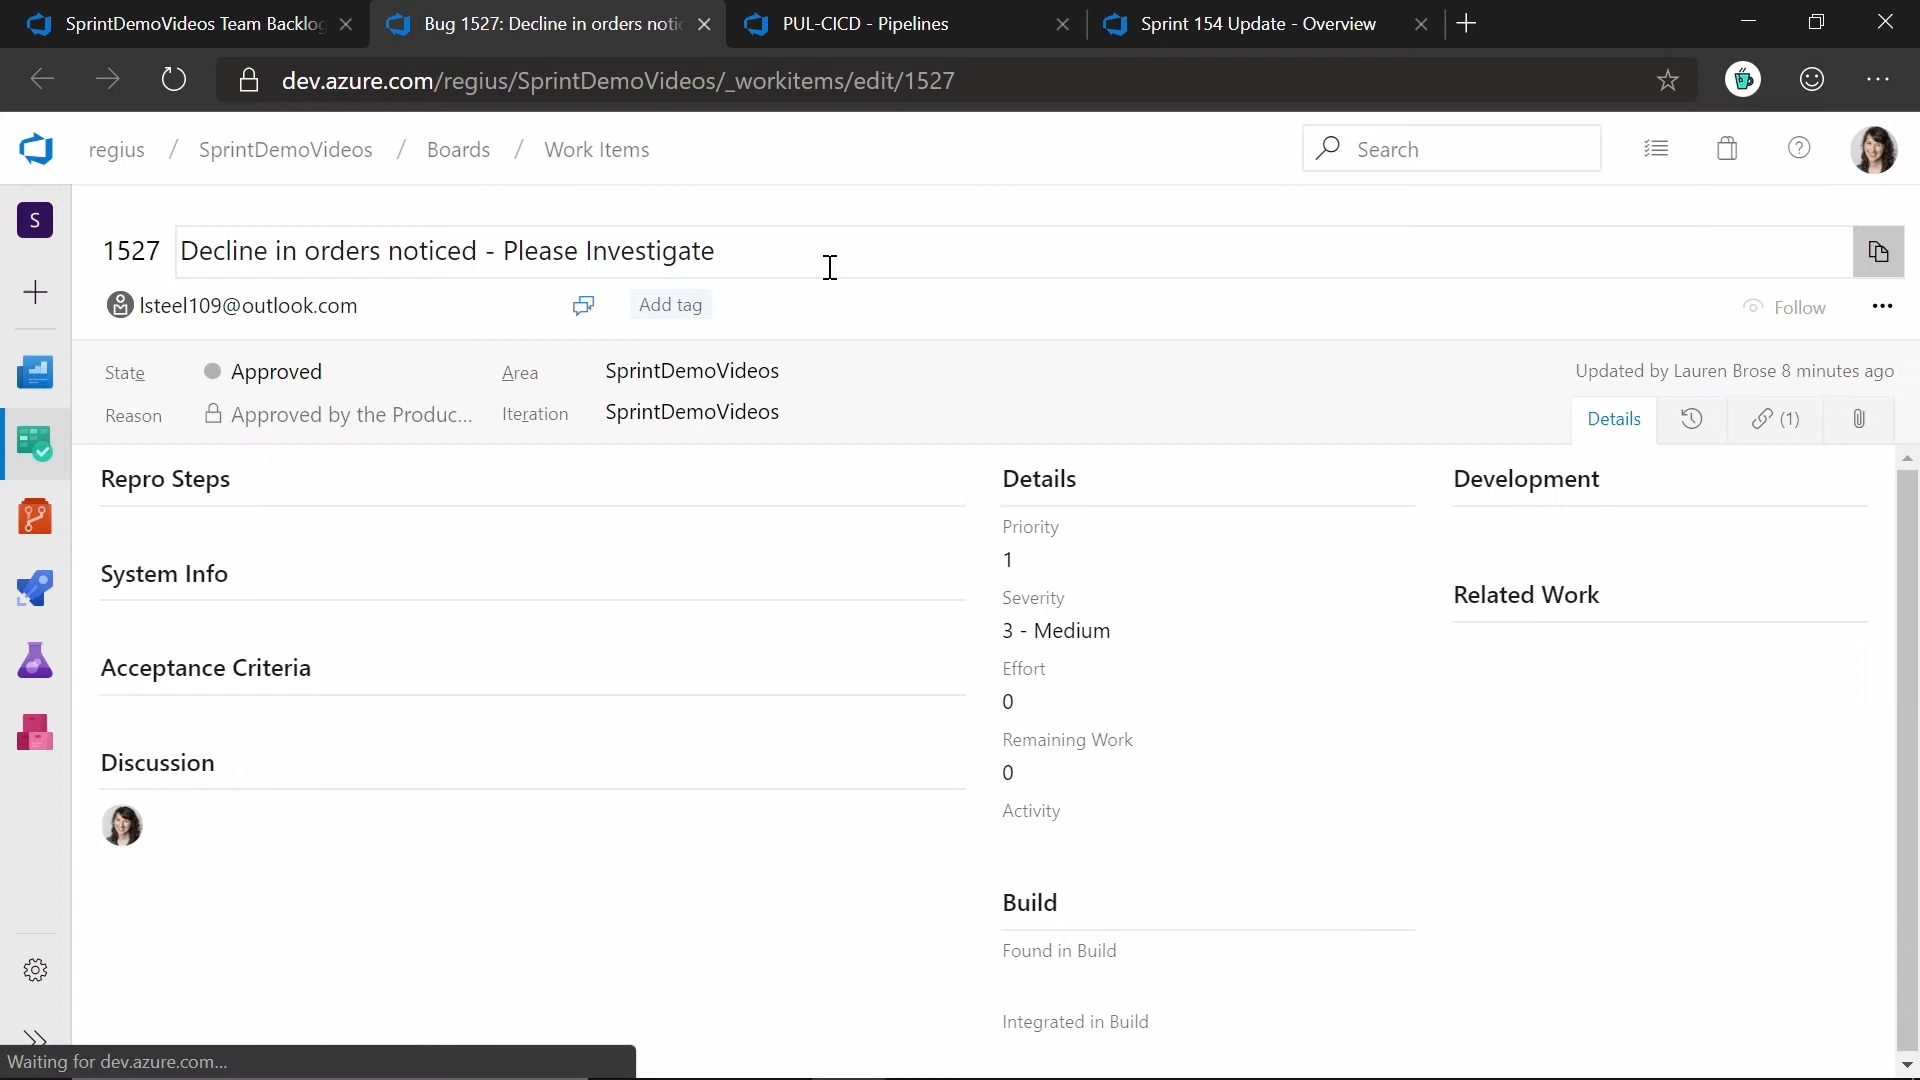 SprintDemoVideos Team Backlog
Bug 1527: Decline in orders noti
PUL-CICD - Pipelines
Sprint 154 Update - Overview
dev.azure.com/regius/SprintDemoVideos/_workitems/edit/1527
regius / SprintDemoVideos / Boards / Work Items
Search
S
1527 Decline in orders noticed - Please Investigate
lsteel109@outlook.com
Add tag
Follow
State Approved Area SprintDemoVideos
Updated by Lauren Brose 8 minutes ago
Reason Approved by the Produc... Iteration SprintDemoVideos
Details
(1)
Repro Steps
System Info
Acceptance Criteria
Discussion
Details
Priority
1
Severity
3 - Medium
Effort
0
Remaining Work
0
Activity
Build
Found in Build
Integrated in Build
Development
Related Work
Waiting for dev.azure.com...